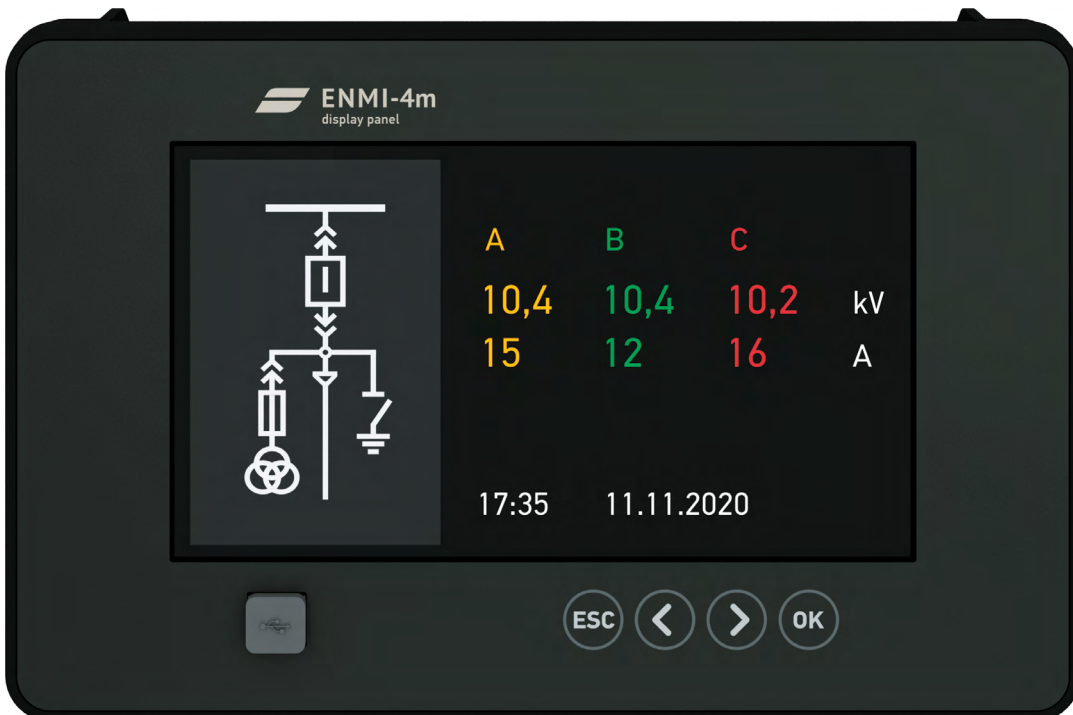 ENMI-4m
display panel
A B C
10,4 10,4 10,2 kV
15 12 16 A
17:35 11.11.2020
ESC OK